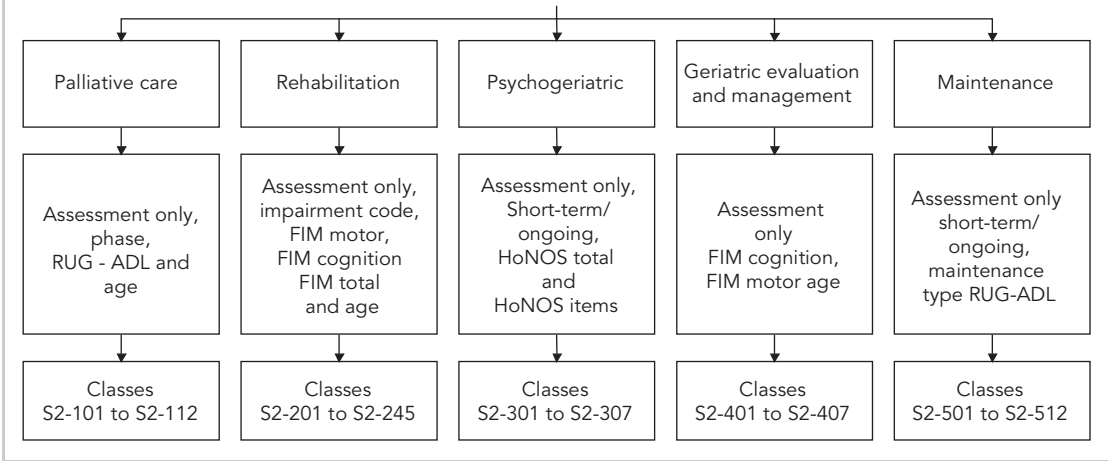 Palliative care
Rehabilitation
Psychogeriatric
Geriatric evaluation
and management
Maintenance
Assessment only,
phase,
RUG - ADL and
age
Assessment only,
impairment code,
FIM motor,
FIM cognition
FIM total
and age
Assessment only,
Short-term/
ongoing,
HoNOS total
and
HoNOS items
Assessment
only
FIM cognition,
FIM motor age
Assessment only
short-term/
ongoing,
maintenance
type RUG-ADL
Classes
S2-101 to S2-112
Classes
S2-201 to S2-245
Classes
S2-301 to S2-307
Classes
S2-401 to S2-407
Classes
S2-501 to S2-512